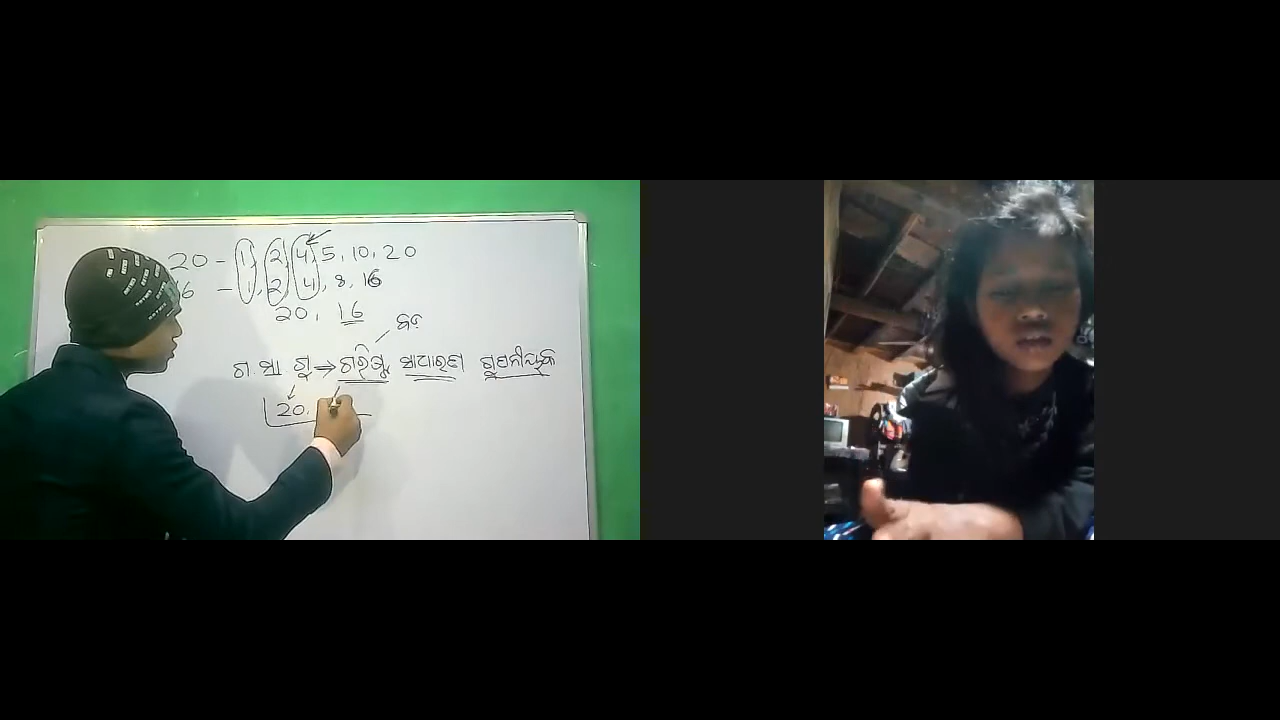 20 - 1, 2, 4, 5, 10, 20
16 - 1, 2, 4, 8, 16
20, 16
ବଡ଼
ଗ. ସା. ଗୁ ⇒ ଗରିଷ୍ଠ ସାଧାରଣ ଗୁଣନୀୟକ
20,